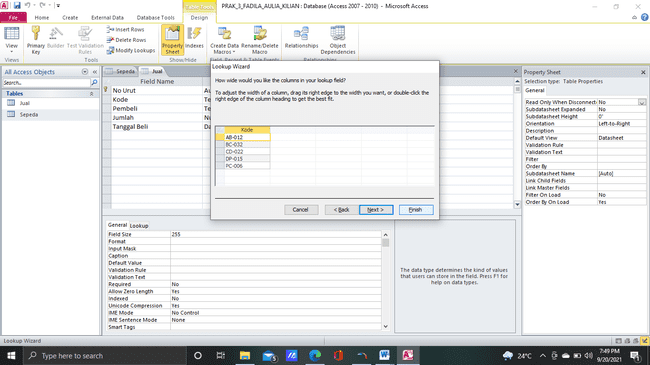 Table Tools
PRAK_3_FADILA_AULIA_KILIAN : Database (Access 2007 - 2010) - Microsoft Access
File
Home
Create
External Data
Database Tools
Design
View
Primary Key
Builder
Test Validation Rules
Insert Rows
Delete Rows
Modify Lookups
Property Sheet
Indexes
Create Data Macros
Rename/Delete Macro
Relationships
Object Dependencies
Views
Tools
Show/Hide
Field, Record & Table Events
Relationships
All Access Objects
Search...
Tables
Jual
Sepeda
Sepeda
Jual
Field Name
No Urut
Kode
Pembeli
Jumlah
Tanggal Beli
Lookup Wizard
How wide would you like the columns in your lookup field?
To adjust the width of a column, drag its right edge to the width you want, or double-click the right edge of the column heading to get the best fit.
Kode
AB-012
BC-032
CD-022
DP-015
PC-006
Cancel
< Back
Next >
Finish
General
Lookup
Field Size 255
Format
Input Mask
Caption
Default Value
Validation Rule
Validation Text
Required No
Allow Zero Length Yes
Indexed No
Unicode Compression Yes
IME Mode No Control
IME Sentence Mode None
Smart Tags
The data type determines the kind of values that users can store in the field. Press F1 for help on data types.
Property Sheet
Selection type: Table Properties
General
Read Only When Disconnect No
Subdatasheet Expanded No
Subdatasheet Height 0"
Orientation Left-to-Right
Description
Default View Datasheet
Validation Rule
Validation Text
Filter
Order By
Subdatasheet Name [Auto]
Link Child Fields
Link Master Fields
Filter On Load No
Order By On Load Yes
Lookup Wizard
Type here to search
24°C
7:49 PM
9/20/2021